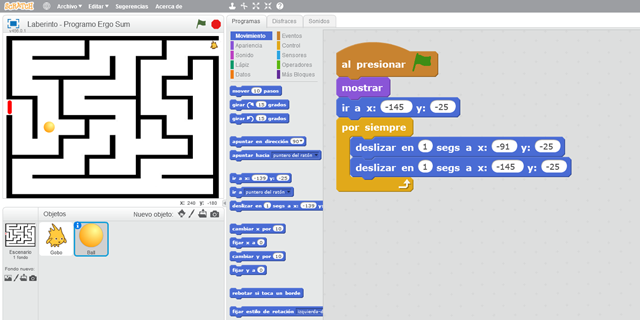 SCRATCH Archivo Editar Sugerencias Acerca de
Laberinto - Programo Ergo Sum
x: 240 y: -180
Objetos Nuevo objeto:
Escenario
1 fondo
Fondo nuevo:
Gobo
Ball
Programas Disfraces Sonidos
Movimiento Eventos
Apariencia Control
Sonido Sensores
Lápiz Operadores
Datos Más Bloques
mover 10 pasos
girar 15 grados
girar 15 grados
apuntar en dirección 90
apuntar hacia puntero del ratón
ir a x: -139 y: -25
ir a puntero del ratón
deslizar en 1 segs a x: -139
cambiar x por 10
fijar x a 0
cambiar y por 10
fijar y a 0
rebotar si toca un borde
fijar estilo de rotación izquierda-d
al presionar
mostrar
ir a x: -145 y: -25
por siempre
deslizar en 1 segs a x: -91 y: -25
deslizar en 1 segs a x: -145 y: -25